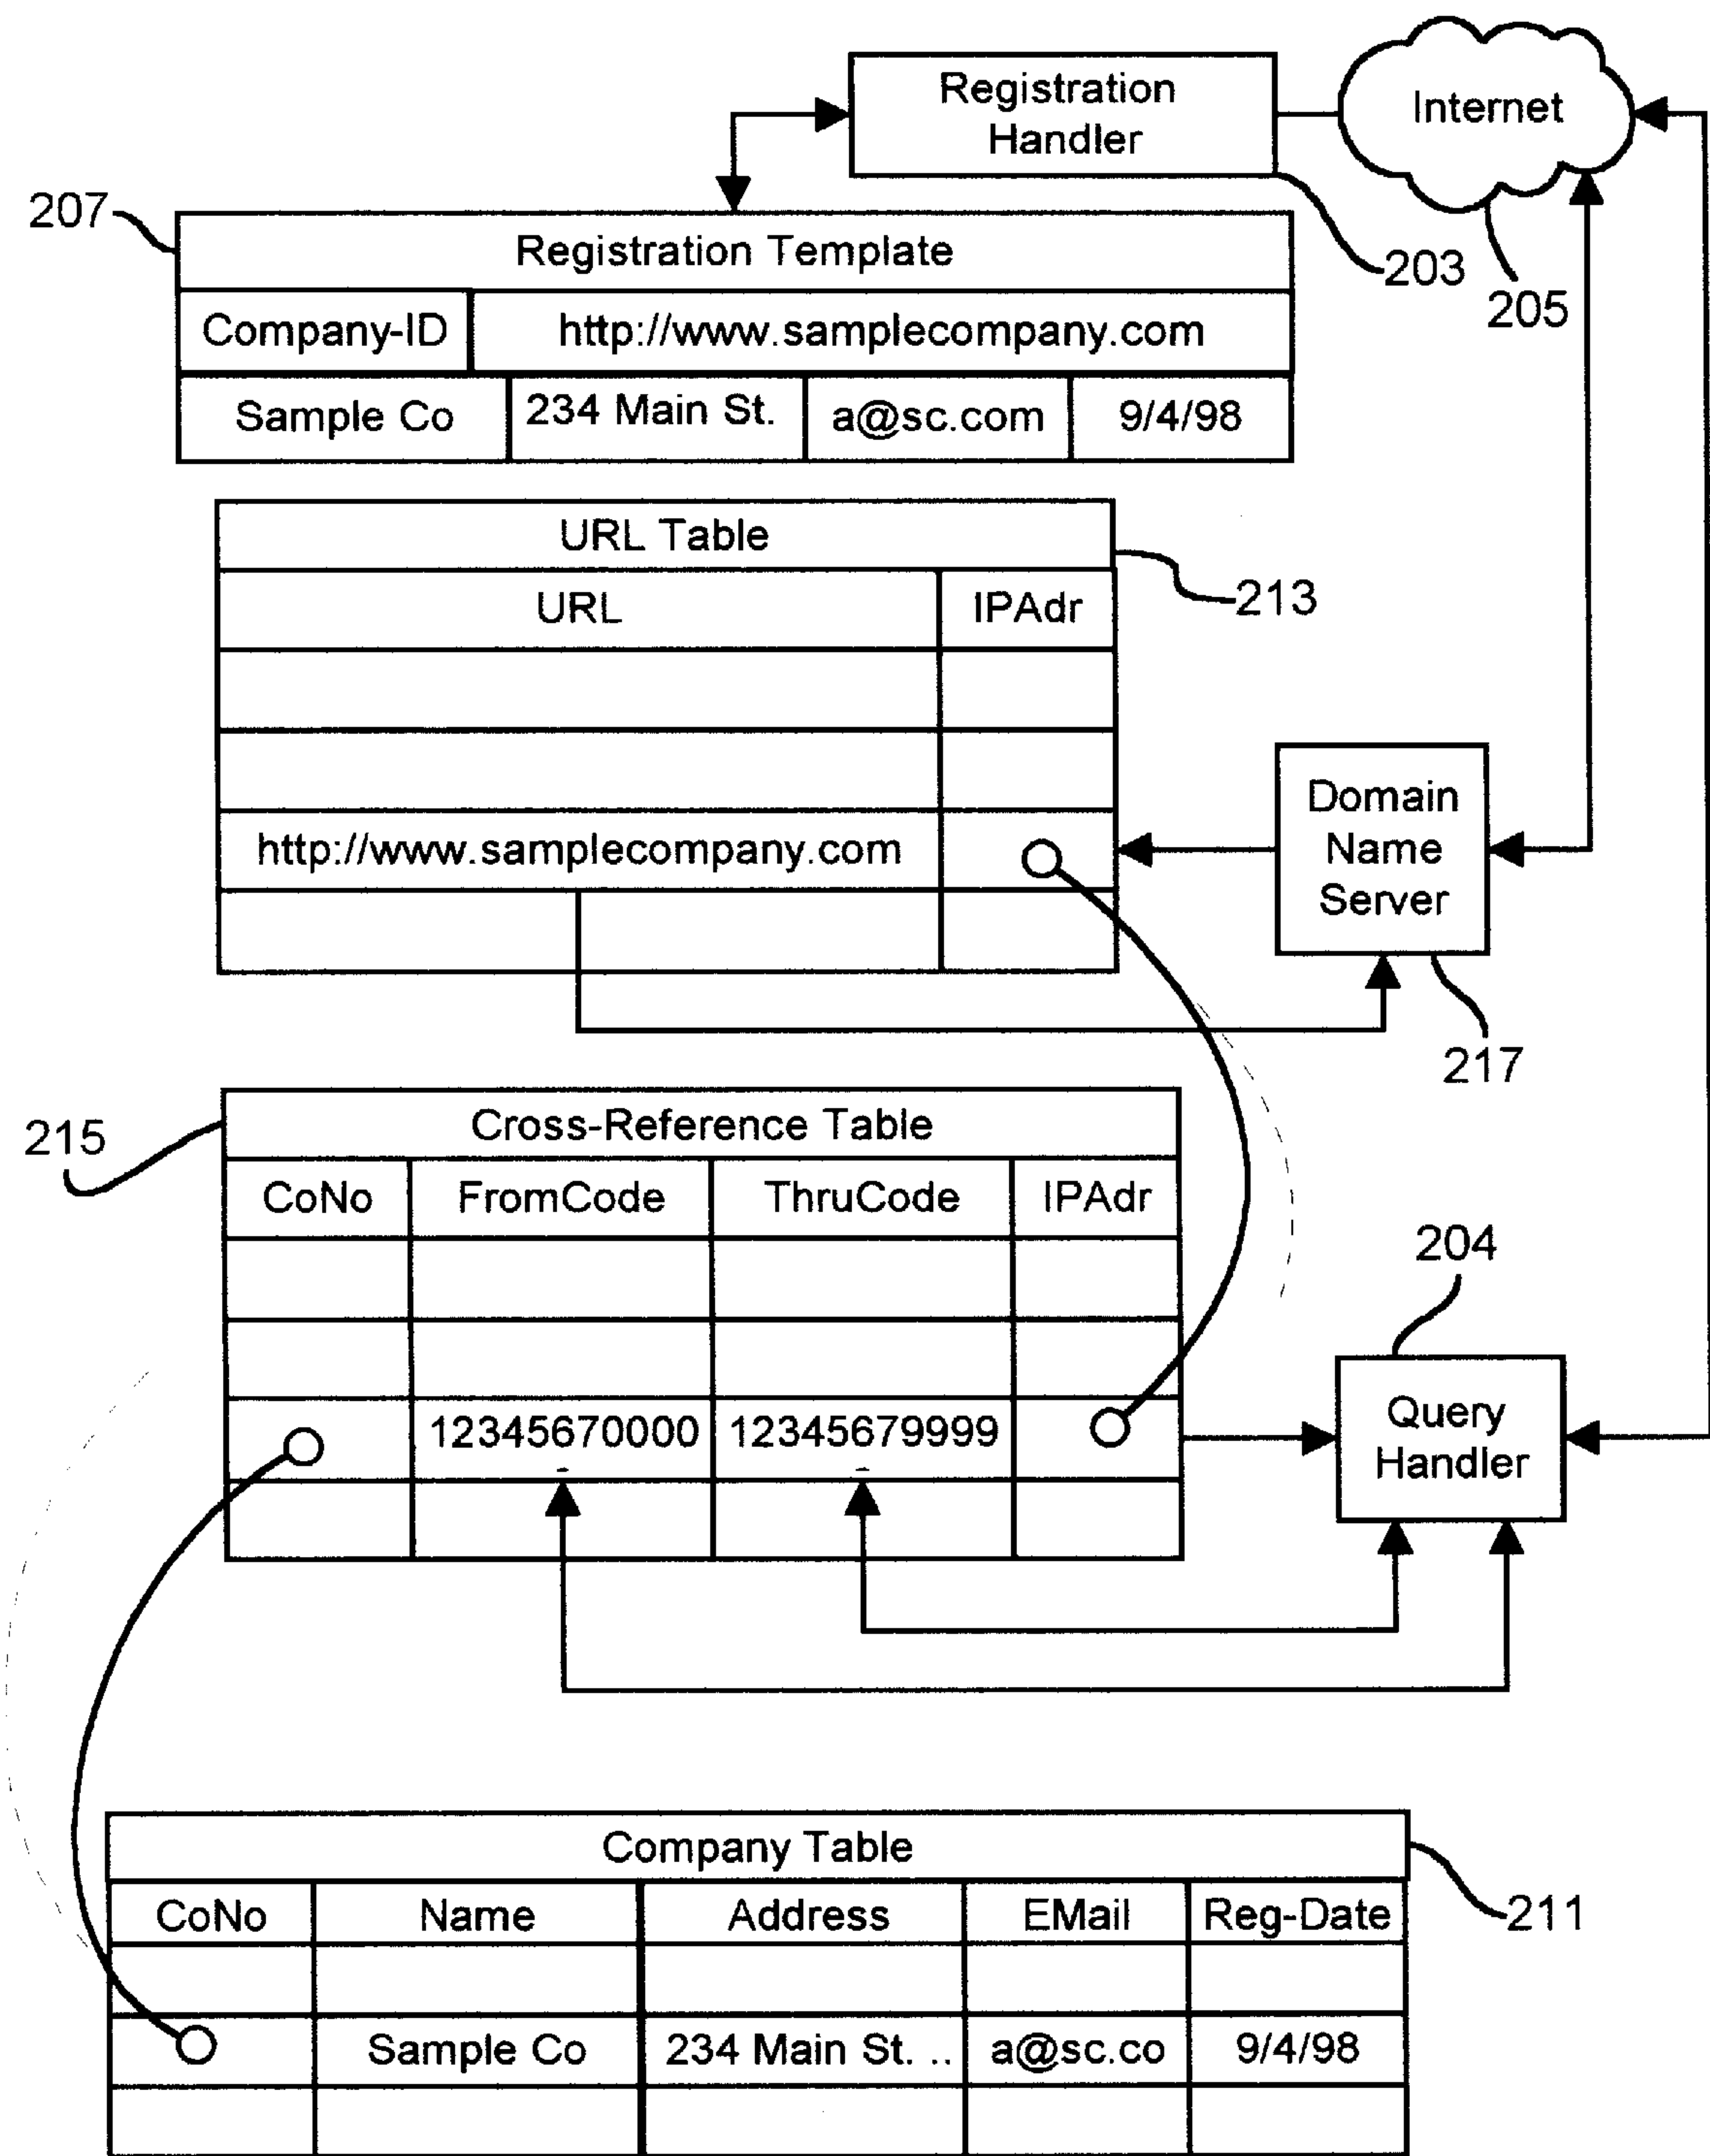 Registration
Handler
Internet
207
Registration Template
203
205
Company-ID http://www.samplecompany.com
Sample Co 234 Main St. a@sc.com 9/4/98
URL Table
213
URL IPAdr
http://www.samplecompany.com
Domain
Name
Server
217
215
Cross-Reference Table
CoNo FromCode ThruCode IPAdr
204
12345670000 12345679999
Query
Handler
Company Table
211
CoNo Name Address EMail Reg-Date
Sample Co 234 Main St. .. a@sc.co 9/4/98